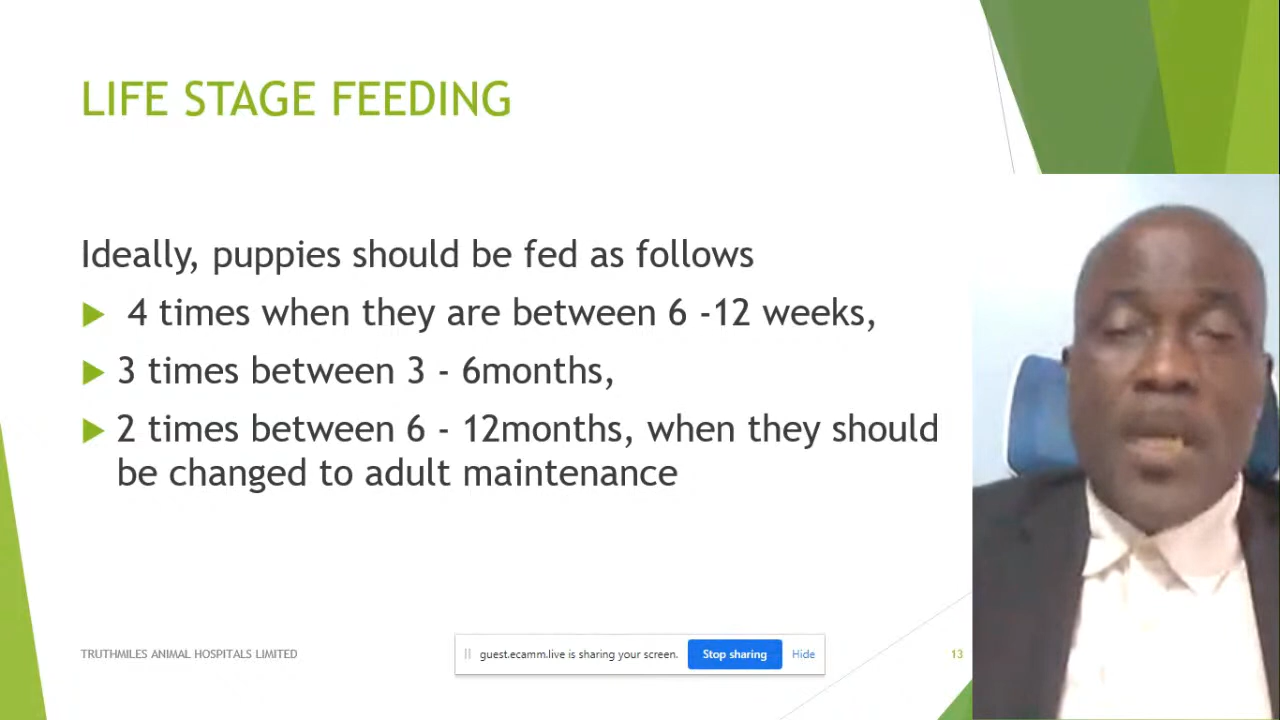 LIFE STAGE FEEDING
Ideally, puppies should be fed as follows
4 times when they are between 6 -12 weeks,
3 times between 3 - 6months,
2 times between 6 - 12months, when they should
be changed to adult maintenance
TRUTHMILES ANIMAL HOSPITALS LIMITED
guest.ecamm.live is sharing your screen.
Stop sharing
Hide
13